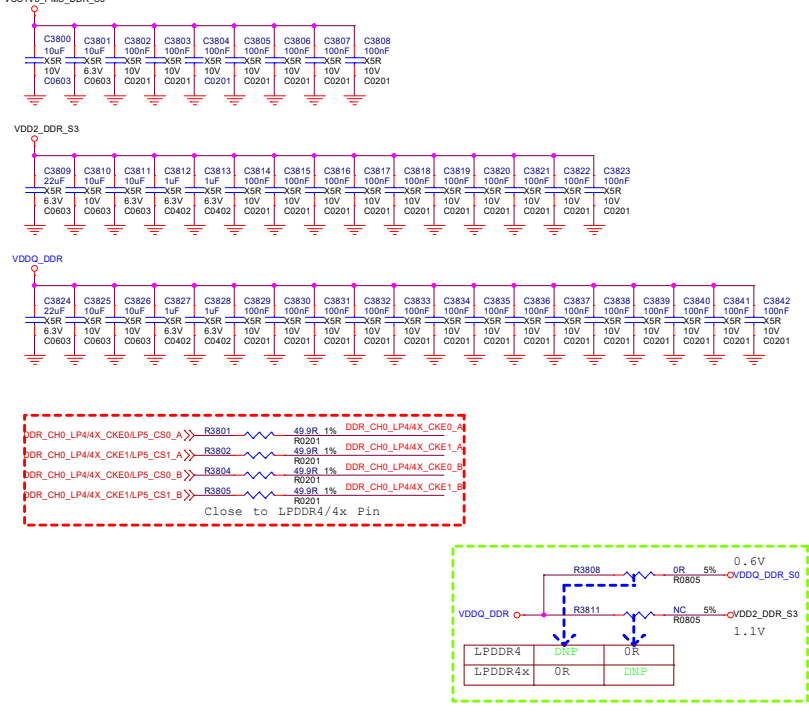 VDD2_DDR_S3
C3800 C3801 C3802 C3803 C3804 C3805 C3806 C3807 C3808
10uF 10uF 100nF 100nF 100nF 100nF 100nF 100nF 100nF
X5R X5R X5R X5R X5R X5R X5R X5R X5R
10V 6.3V 10V 10V 10V 10V 10V 10V 10V
C0603 C0603 C0201 C0201 C0201 C0201 C0201 C0201 C0201
C3809 C3810 C3811 C3812 C3813 C3814 C3815 C3816 C3817 C3818 C3819 C3820 C3821 C3822 C3823
22uF 10uF 10uF 1uF 1uF 100nF 100nF 100nF 100nF 100nF 100nF 100nF 100nF 100nF 100nF
X5R X5R X5R X5R X5R X5R X5R X5R X5R X5R X5R X5R X5R X5R X5R
6.3V 10V 6.3V 6.3V 6.3V 10V 10V 10V 10V 10V 10V 10V 10V 10V 10V
C0603 C0603 C0603 C0402 C0402 C0201 C0201 C0201 C0201 C0201 C0201 C0201 C0201 C0201 C0201
VDDQ_DDR
C3824 C3825 C3826 C3827 C3828 C3829 C3830 C3831 C3832 C3833 C3834 C3835 C3836 C3837 C3838 C3839 C3840 C3841 C3842
22uF 10uF 10uF 1uF 1uF 100nF 100nF 100nF 100nF 100nF 100nF 100nF 100nF 100nF 100nF 100nF 100nF 100nF 100nF
X5R X5R X5R X5R X5R X5R X5R X5R X5R X5R X5R X5R X5R X5R X5R X5R X5R X5R X5R
6.3V 10V 10V 6.3V 6.3V 10V 10V 10V 10V 10V 10V 10V 10V 10V 10V 10V 10V 10V 10V
C0603 C0603 C0603 C0402 C0402 C0201 C0201 C0201 C0201 C0201 C0201 C0201 C0201 C0201 C0201 C0201 C0201 C0201 C0201
DDR_CH0_LP4/4X_CKE0/LP5_CS0_A R3801 49.9R 1% R0201 DDR_CH0_LP4/4X_CKE0_A
DDR_CH0_LP4/4X_CKE1/LP5_CS1_A R3802 49.9R 1% R0201 DDR_CH0_LP4/4X_CKE1_A
DDR_CH0_LP4/4X_CKE0/LP5_CS0_B R3804 49.9R 1% R0201 DDR_CH0_LP4/4X_CKE0_B
DDR_CH0_LP4/4X_CKE1/LP5_CS1_B R3805 49.9R 1% R0201 DDR_CH0_LP4/4X_CKE1_B
Close to LPDDR4/4x Pin
0.6V
R3808 0R 5% R0805 VDDQ_DDR_S0
VDDQ_DDR R3811 NC 5% R0805 VDD2_DDR_S3
1.1V
LPDDR4 DNP 0R
LPDDR4x 0R DNP